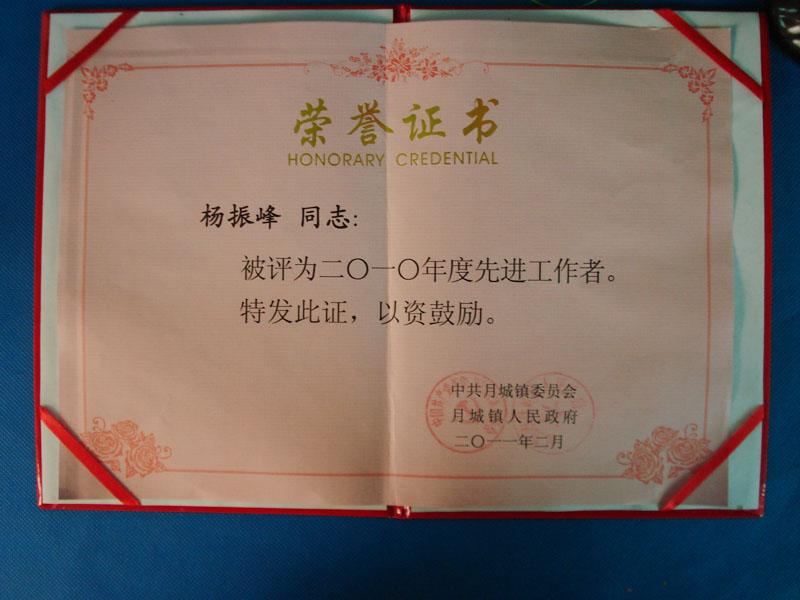 荣誉证书
HONORARY CREDENTIAL
杨振峰 同志:
被评为二〇一〇年度先进工作者。
特发此证，以资鼓励。
中共月城镇委员会
月城镇人民政府
二〇一一年二月